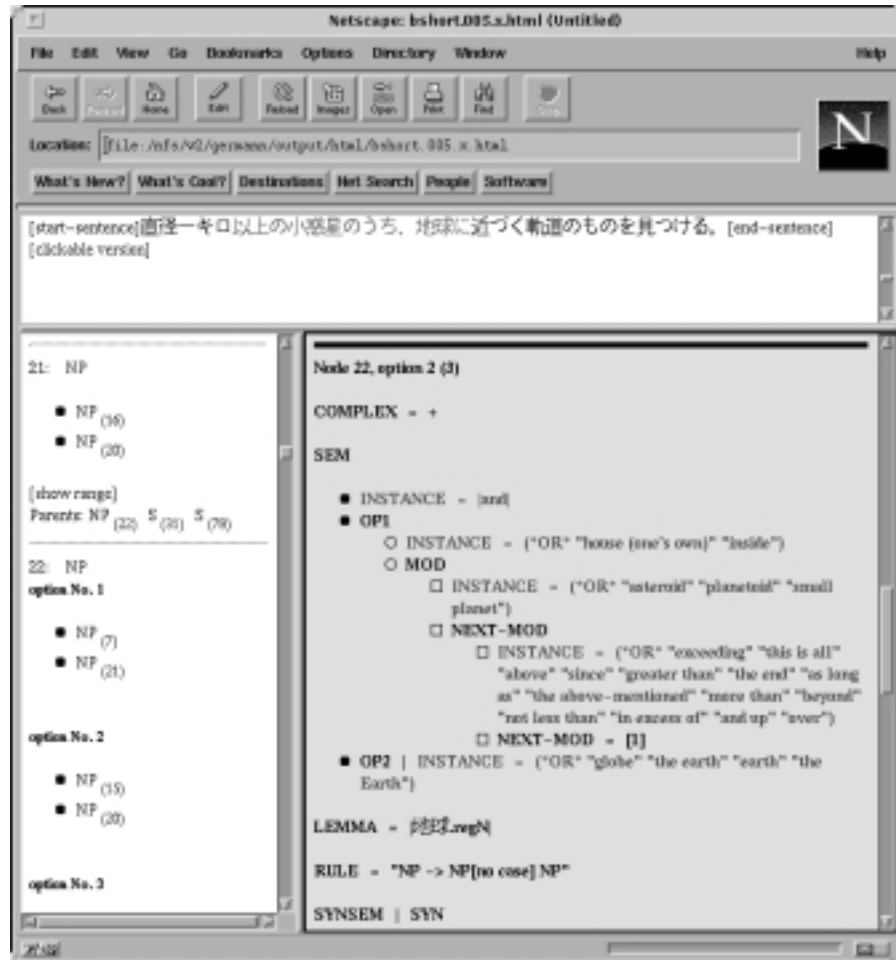 Netscape: bshort.005.x.html (Untitled)
File Edit View Go Bookmarks Options Directory Window Help
Back Forward Home Edit Reload Images Open Print Find Stop
Location: file:/nfs/v2/germann/output/html/bshort.005.x.html
N
What's New? What's Cool? Destinations Net Search People Software
[start-sentence]直径一キロ以上の小惑星のうち、地球に近づく軌道のものを見つける。[end-sentence]
[clickable version]
21: NP
NP (16)
NP (20)
[show range]
Parents: NP (22) S (31) S (79)
22: NP
option No. 1
NP (7)
NP (21)
option No. 2
NP (15)
NP (20)
option No. 3
Node 22, option 2 (3)
COMPLEX = +
SEM
INSTANCE = |and|
OP1
INSTANCE = (*OR* "house (one's own)" "inside")
MOD
INSTANCE = (*OR* "asteroid" "planetoid" "small
planet")
NEXT-MOD
INSTANCE = (*OR* "exceeding" "this is all"
"above" "since" "greater than" "the end" "as long
as" "the above-mentioned" "more than" "beyond"
"not less than" "in excess of" "and up" "over")
NEXT-MOD = [1]
OP2 | INSTANCE = (*OR* "globe" "the earth" "earth" "the
Earth")
LEMMA = |地球.regN|
RULE = "NP -> NP[no case] NP"
SYNSEM | SYN